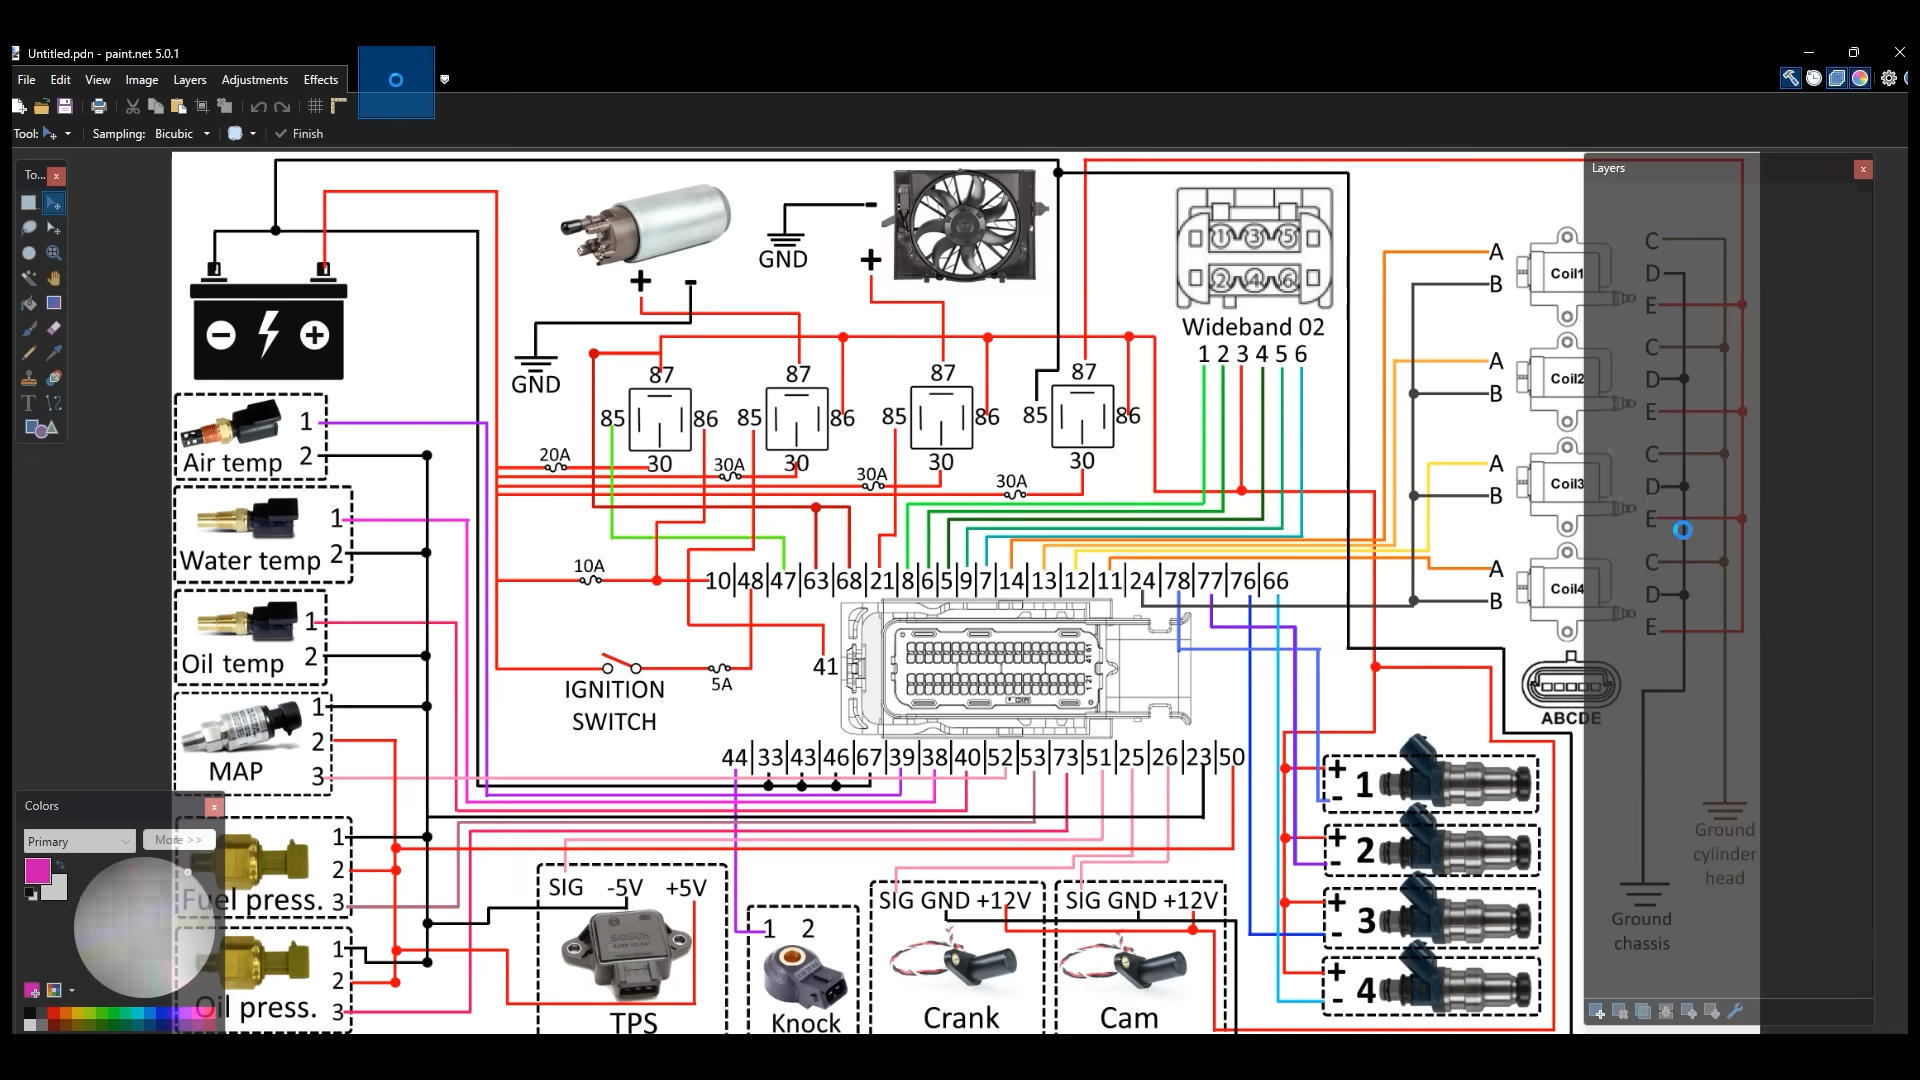 Untitled.pdn - paint.net 5.0.1
File Edit View Image Layers Adjustments Effects
Tool: Sampling: Bicubic Finish
To...
Layers
GND
GND
+ -
- +
Wideband 02
1 2 3 4 5 6
1 3 5
2 4 6
87 87 87 87
85 86 85 86 85 86 85 86
30 30 30 30
20A 30A 30A 30A
10A
10 48 47 63 68 21 8 6 5 9 7 14 13 12 11 24 78 77 76 66
41
IGNITION
SWITCH
5A
44 33 43 46 67 39 38 40 52 53 73 51 25 26 23 50
Air temp 1 2
Water temp 1 2
Oil temp 1 2
MAP 1 2 3
Fuel press. 1 2 3
Oil press. 1 2 3
Colors
Primary
More >>
SIG -5V +5V
TPS
1 2
Knock
SIG GND +12V
Crank
SIG GND +12V
Cam
A B Coil1 C D E
A B Coil2 C D E
A B Coil3 C D E
A B Coil4 C D E
ABCDE
+ - 1
+ - 2
+ - 3
+ - 4
Ground
cylinder
head
Ground
chassis